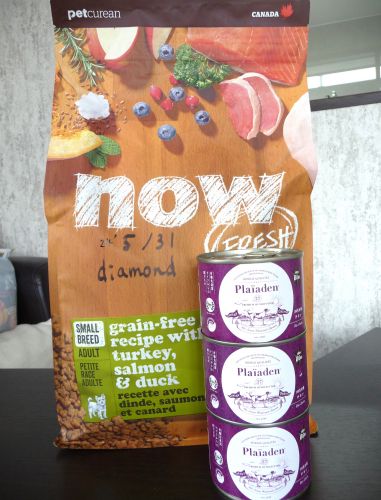 petcurean
CANADA
now
FRESH
5/31
diamond
SMALL
BREED
ADULT
PETITE
RACE
ADULTE
grain-free
recipe with
turkey,
salmon
& duck
recette avec
dinde, saumon
et canard
Plaïaden
Plaïaden
Plaïaden